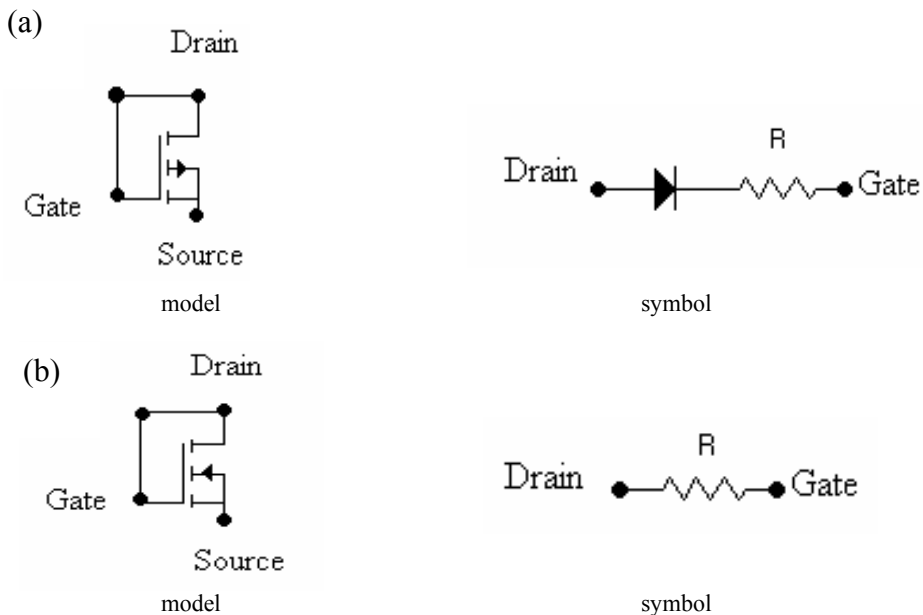 (a)
Drain
Gate
Source
model
Drain
R
Gate
symbol
(b)
Drain
Gate
Source
model
Drain
R
Gate
symbol